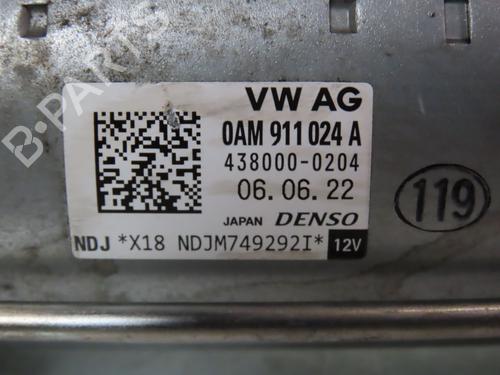 VW AG
0AM 911 024 A
438000-0204
06.06.22
JAPAN DENSO
NDJ *X18 NDJM749292I* 12V
119
B-PARTS